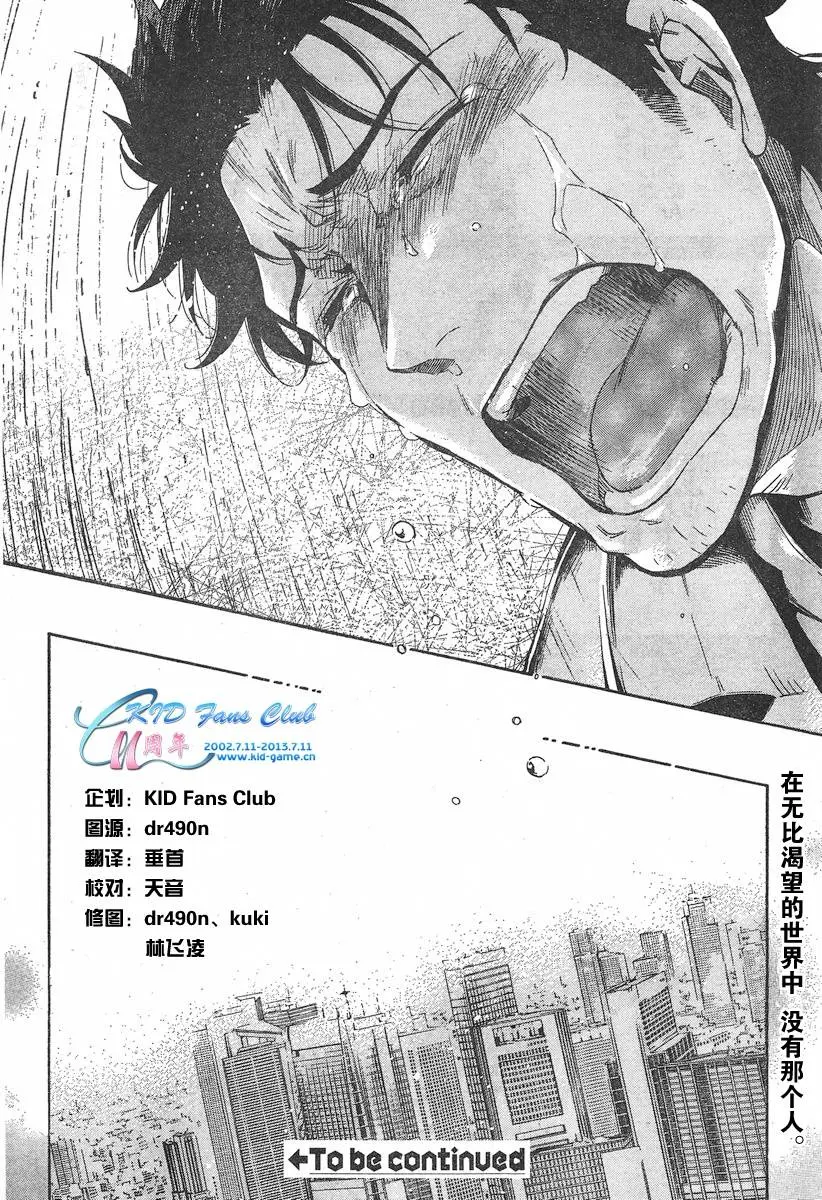 KID Fans Club
11周年
2002.7.11-2013.7.11
www.kid-game.cn
企划：KID Fans Club
图源：dr490n
翻译：垂首
校对：天音
修图：dr490n、kuki
林飞凌
在无比渴望的世界中 没有那个人。
←To be continued